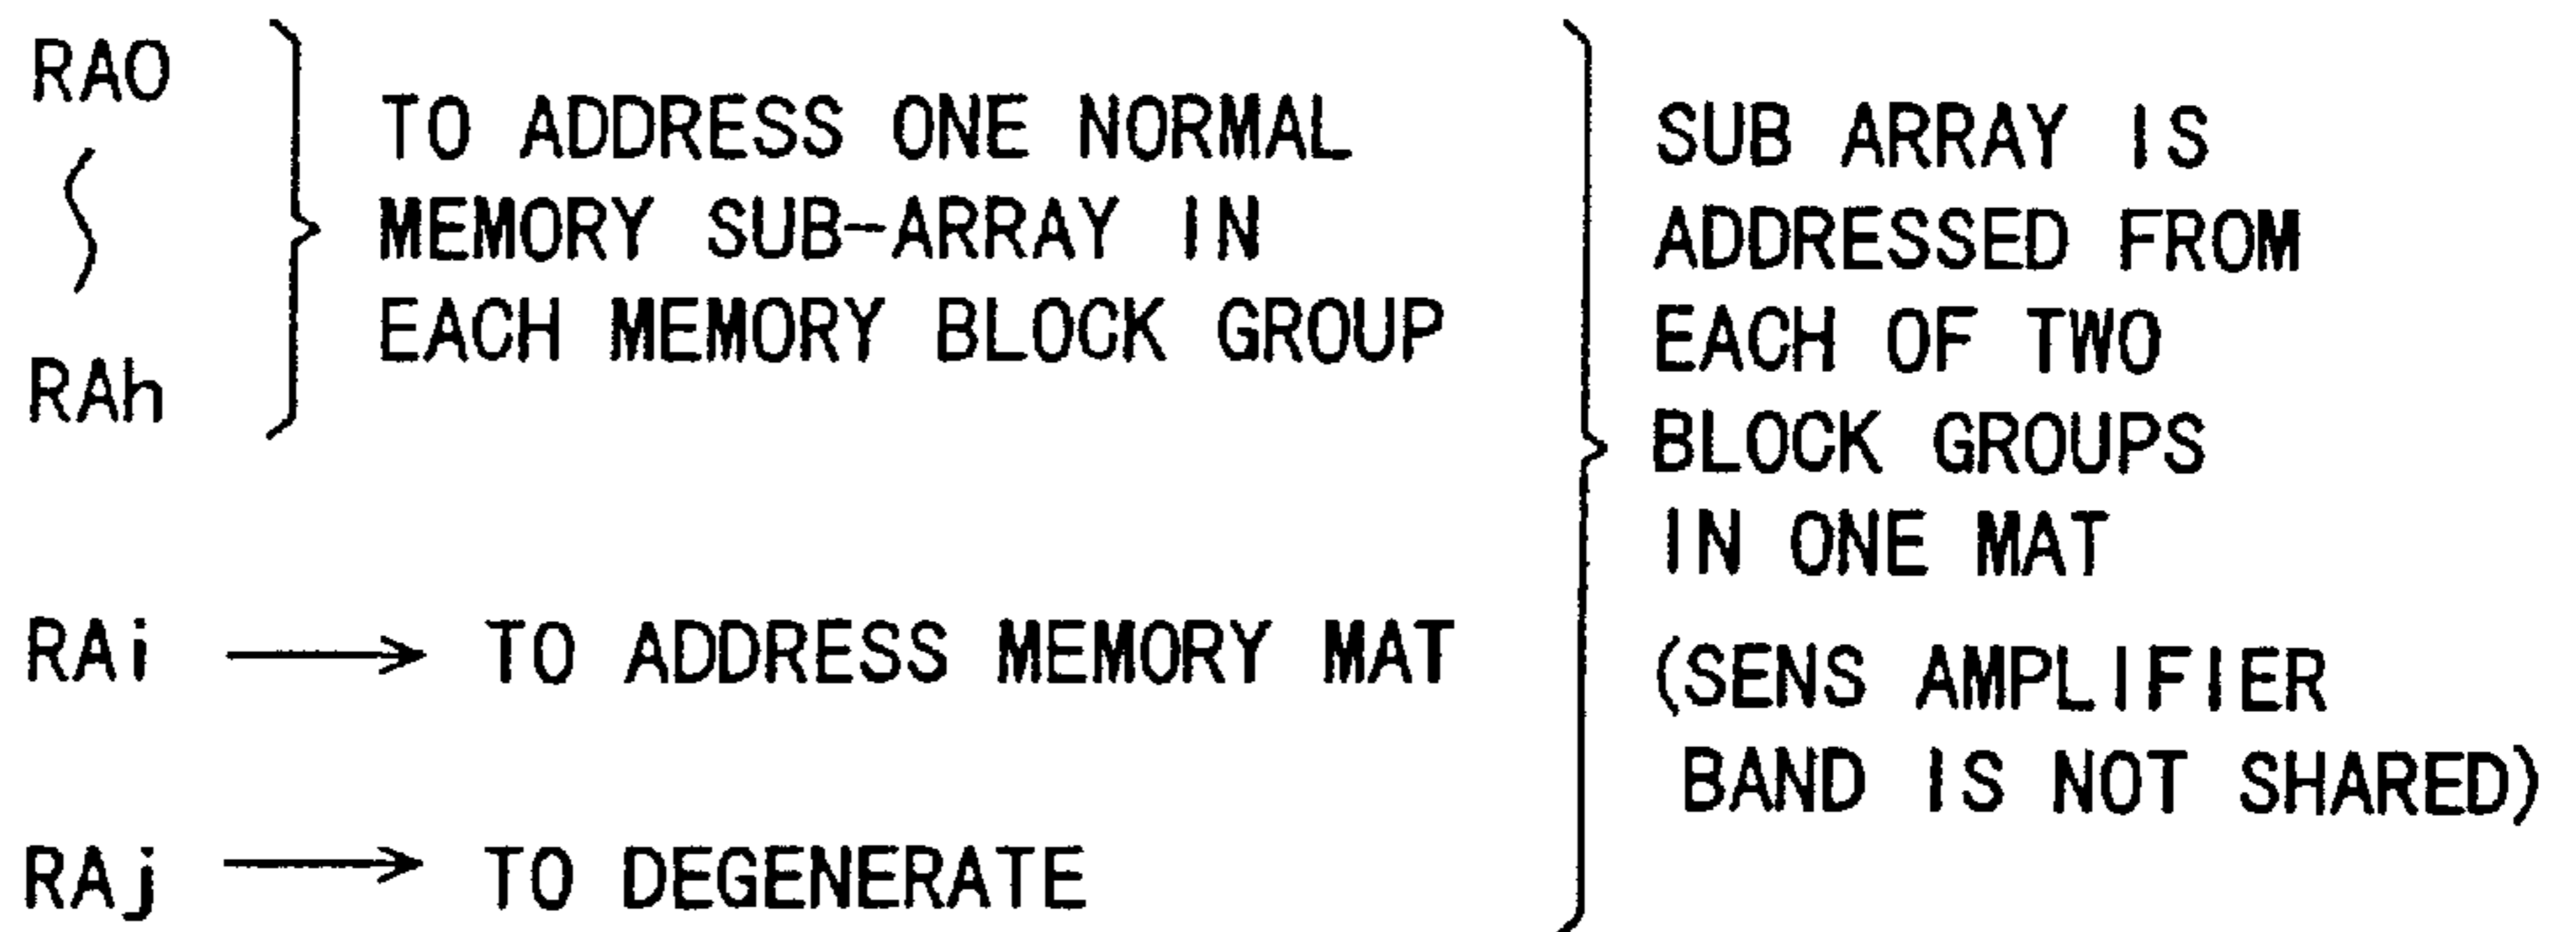 RA0
RAh
TO ADDRESS ONE NORMAL
MEMORY SUB-ARRAY IN
EACH MEMORY BLOCK GROUP
RAi → TO ADDRESS MEMORY MAT
RAj → TO DEGENERATE
SUB ARRAY IS
ADDRESSED FROM
EACH OF TWO
BLOCK GROUPS
IN ONE MAT
(SENS AMPLIFIER
BAND IS NOT SHARED)